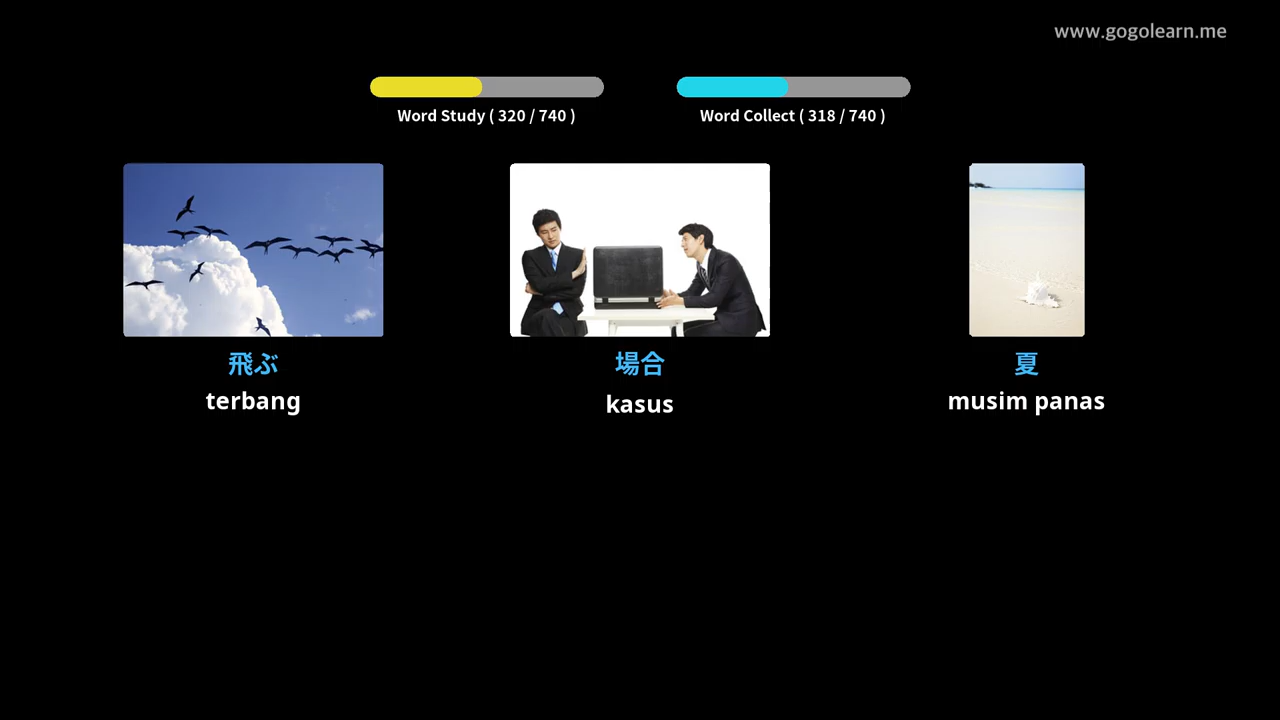 www.gogolearn.me
Word Study ( 320 / 740 )
Word Collect ( 318 / 740 )
飛ぶ
terbang
場合
kasus
夏
musim panas